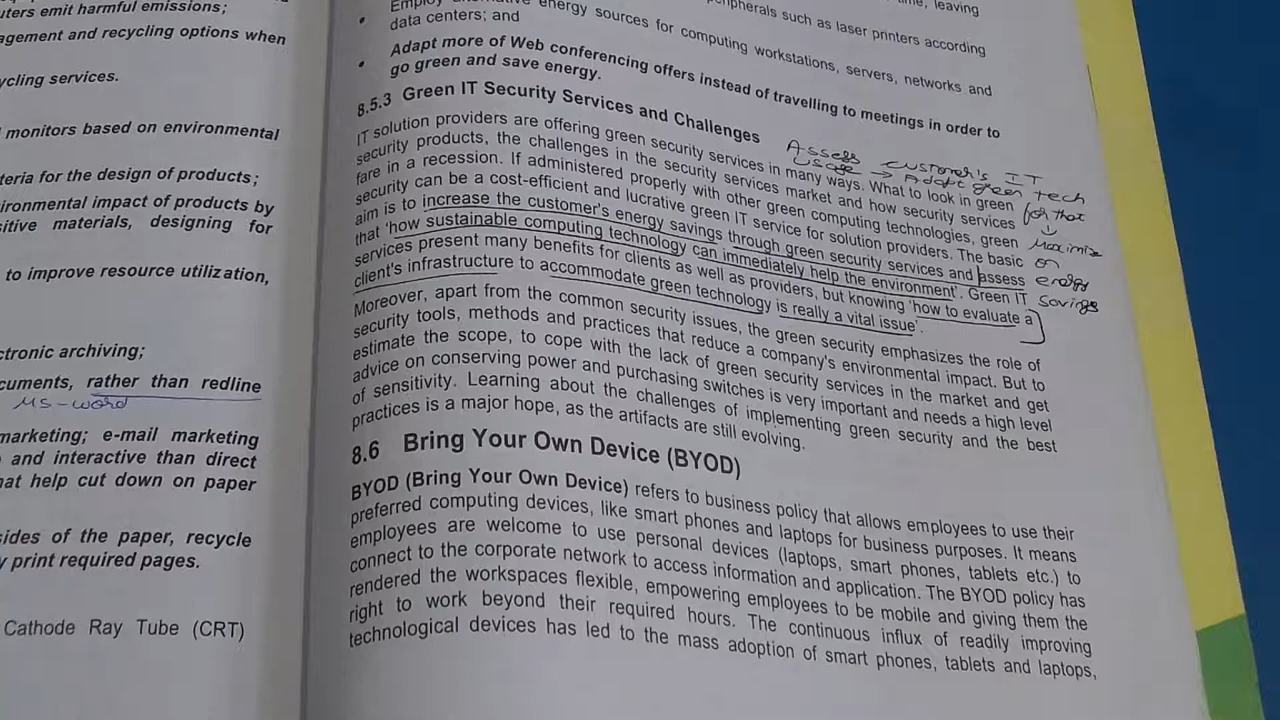 uters emit harmful emissions;
agement and recycling options when
ycling services.
monitors based on environmental
teria for the design of products;
ironmental impact of products by
itive materials, designing for
to improve resource utilization,
ctronic archiving;
cuments, rather than redline
MS-word
marketing; e-mail marketing
and interactive than direct
hat help cut down on paper
sides of the paper, recycle
y print required pages.
Cathode Ray Tube (CRT)
leaving
peripherals such as laser printers according
• Employ energy sources for computing workstations, servers, networks and
data centers; and
• Adapt more of Web conferencing offers instead of travelling to meetings in order to
go green and save energy.
8.5.3 Green IT Security Services and Challenges
IT solution providers are offering green security services in many ways. What to look in green
security products, the challenges in the security services market and how security services
fare in a recession. If administered properly with other green computing technologies, green
security can be a cost-efficient and lucrative green IT service for solution providers. The basic
aim is to increase the customer's energy savings through green security services and assess
that 'how sustainable computing technology can immediately help the environment'. Green IT
services present many benefits for clients as well as providers, but knowing 'how to evaluate a
client's infrastructure to accommodate green technology is really a vital issue'.
Assess customer's IT
usage → Adapt green tech
for that
↓
Maximize
on
energy
savings
Moreover, apart from the common security issues, the green security emphasizes the role of
security tools, methods and practices that reduce a company's environmental impact. But to
estimate the scope, to cope with the lack of green security services in the market and get
advice on conserving power and purchasing switches is very important and needs a high level
of sensitivity. Learning about the challenges of implementing green security and the best
practices is a major hope, as the artifacts are still evolving.
8.6 Bring Your Own Device (BYOD)
BYOD (Bring Your Own Device) refers to business policy that allows employees to use their
preferred computing devices, like smart phones and laptops for business purposes. It means
employees are welcome to use personal devices (laptops, smart phones, tablets etc.) to
connect to the corporate network to access information and application. The BYOD policy has
rendered the workspaces flexible, empowering employees to be mobile and giving them the
right to work beyond their required hours. The continuous influx of readily improving
technological devices has led to the mass adoption of smart phones, tablets and laptops,